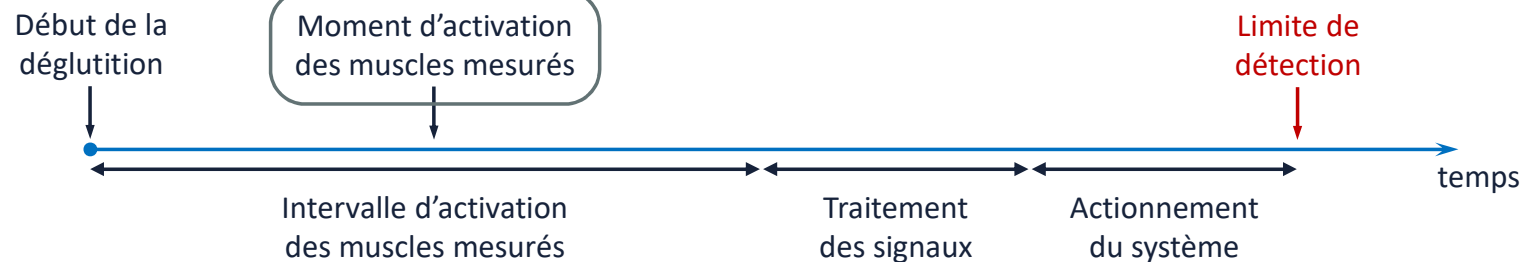 Début de la
déglutition
Moment d’activation
des muscles mesurés
Limite de
détection
temps
Intervalle d’activation
des muscles mesurés
Traitement
des signaux
Actionnement
du système